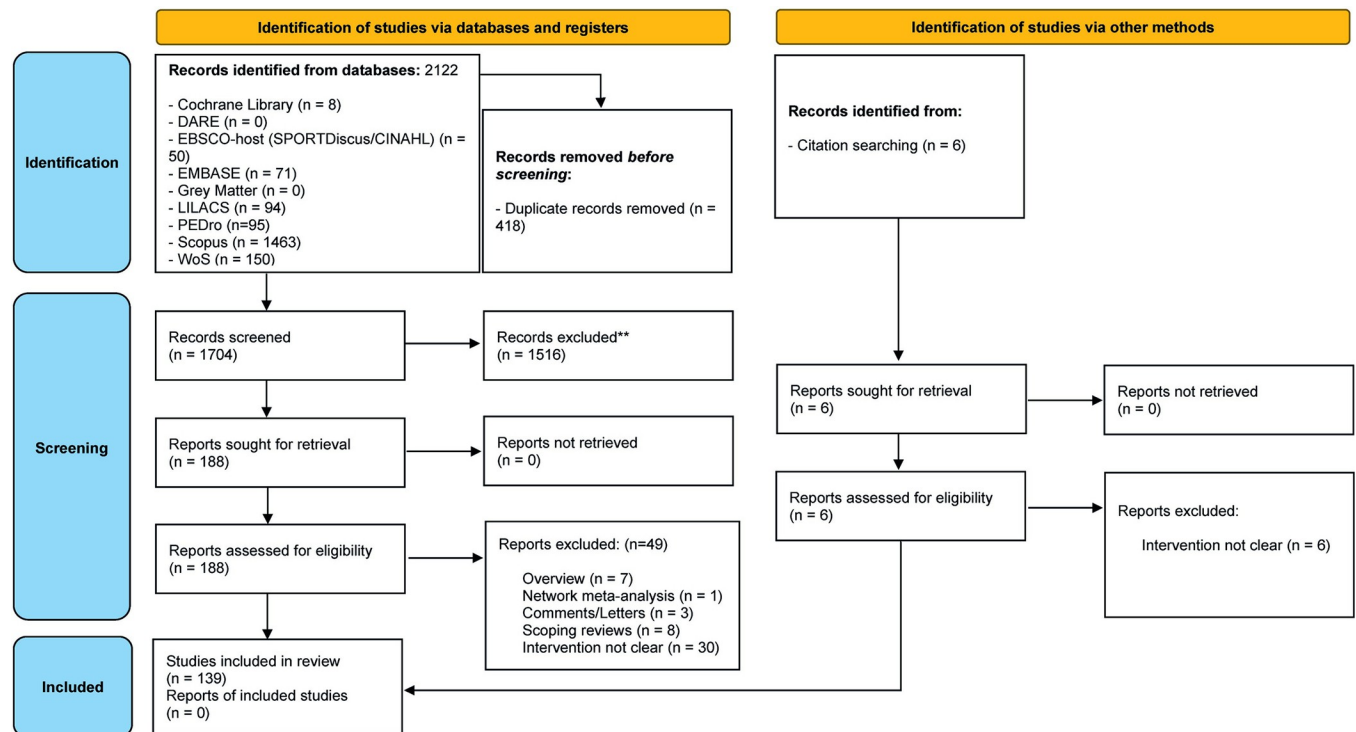 Identification of studies via databases and registers
Identification of studies via other methods
Identification
Records identified from databases: 2122
- Cochrane Library (n = 8)
- DARE (n = 0)
- EBSCO-host (SPORTDiscus/CINAHL) (n =
50)
- EMBASE (n = 71)
- Grey Matter (n = 0)
- LILACS (n = 94)
- PEDro (n=95)
- Scopus (n = 1463)
- WoS (n = 150)
Records removed before
screening:
- Duplicate records removed (n =
418)
Records identified from:
- Citation searching (n = 6)
Screening
Records screened
(n = 1704)
Records excluded**
(n = 1516)
Reports sought for retrieval
(n = 188)
Reports not retrieved
(n = 0)
Reports sought for retrieval
(n = 6)
Reports not retrieved
(n = 0)
Reports assessed for eligibility
(n = 188)
Reports excluded: (n=49)
Overview (n = 7)
Network meta-analysis (n = 1)
Comments/Letters (n = 3)
Scoping reviews (n = 8)
Intervention not clear (n = 30)
Reports assessed for eligibility
(n = 6)
Reports excluded:
Intervention not clear (n = 6)
Included
Studies included in review
(n = 139)
Reports of included studies
(n = 0)